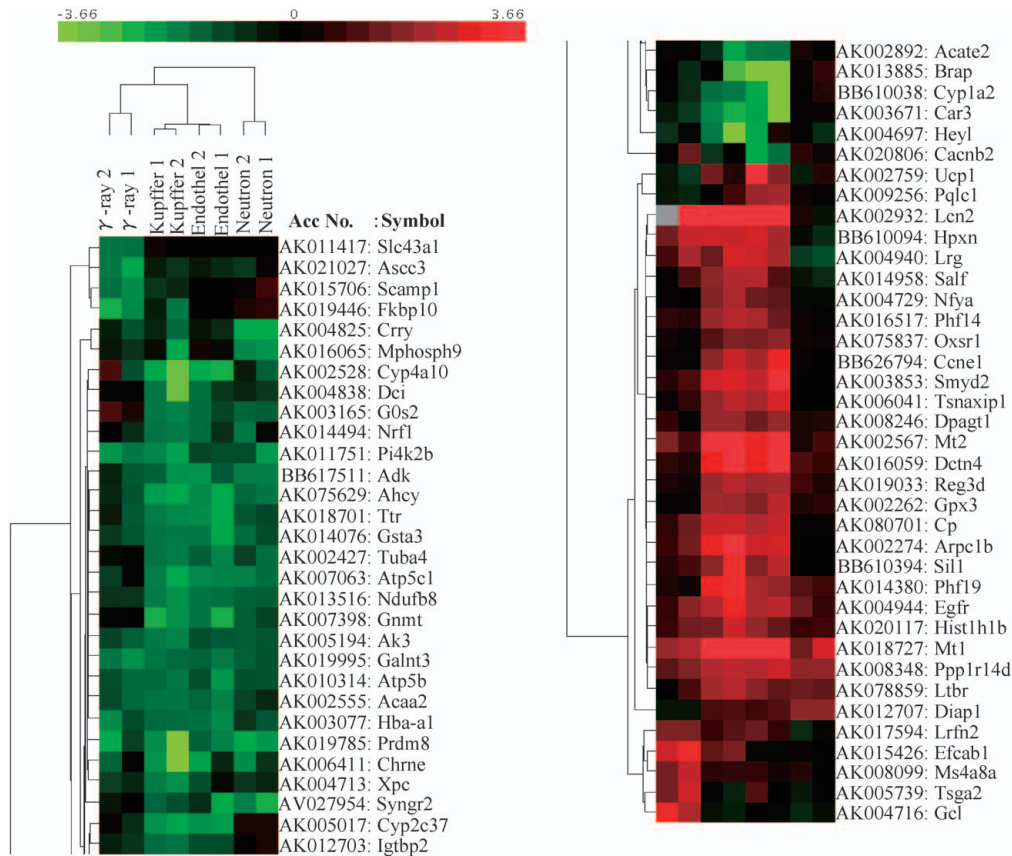 -3.66 0 3.66
γ -ray 2
γ -ray 1
Kupffer 1
Kupffer 2
Endothel 2
Endothel 1
Neutron 2
Neutron 1
Acc No. :Symbol
AK011417: Slc43a1
AK021027: Ascc3
AK015706: Scamp1
AK019446: Fkbp10
AK004825: Crry
AK016065: Mphosph9
AK002528: Cyp4a10
AK004838: Dci
AK003165: G0s2
AK014494: Nrf1
AK011751: Pi4k2b
BB617511: Adk
AK075629: Ahcy
AK018701: Ttr
AK014076: Gsta3
AK002427: Tuba4
AK007063: Atp5c1
AK013516: Ndufb8
AK007398: Gnmt
AK005194: Ak3
AK019995: Galnt3
AK010314: Atp5b
AK002555: Acaa2
AK003077: Hba-a1
AK019785: Prdm8
AK006411: Chrne
AK004713: Xpc
AV027954: Syngr2
AK005017: Cyp2c37
AK012703: Igtbp2
AK002892: Acate2
AK013885: Brap
BB610038: Cyp1a2
AK003671: Car3
AK004697: Heyl
AK020806: Cacnb2
AK002759: Ucp1
AK009256: Pqlc1
AK002932: Lcn2
BB610094: Hpxn
AK004940: Lrg
AK014958: Salf
AK004729: Nfya
AK016517: Phf14
AK075837: Oxsr1
BB626794: Ccne1
AK003853: Smyd2
AK006041: Tsnaxip1
AK008246: Dpagt1
AK002567: Mt2
AK016059: Dctn4
AK019033: Reg3d
AK002262: Gpx3
AK080701: Cp
AK002274: Arpc1b
BB610394: Sil1
AK014380: Phf19
AK004944: Egfr
AK020117: Hist1h1b
AK018727: Mt1
AK008348: Ppp1r14d
AK078859: Ltbr
AK012707: Diap1
AK017594: Lrfn2
AK015426: Efcab1
AK008099: Ms4a8a
AK005739: Tsga2
AK004716: Gcl